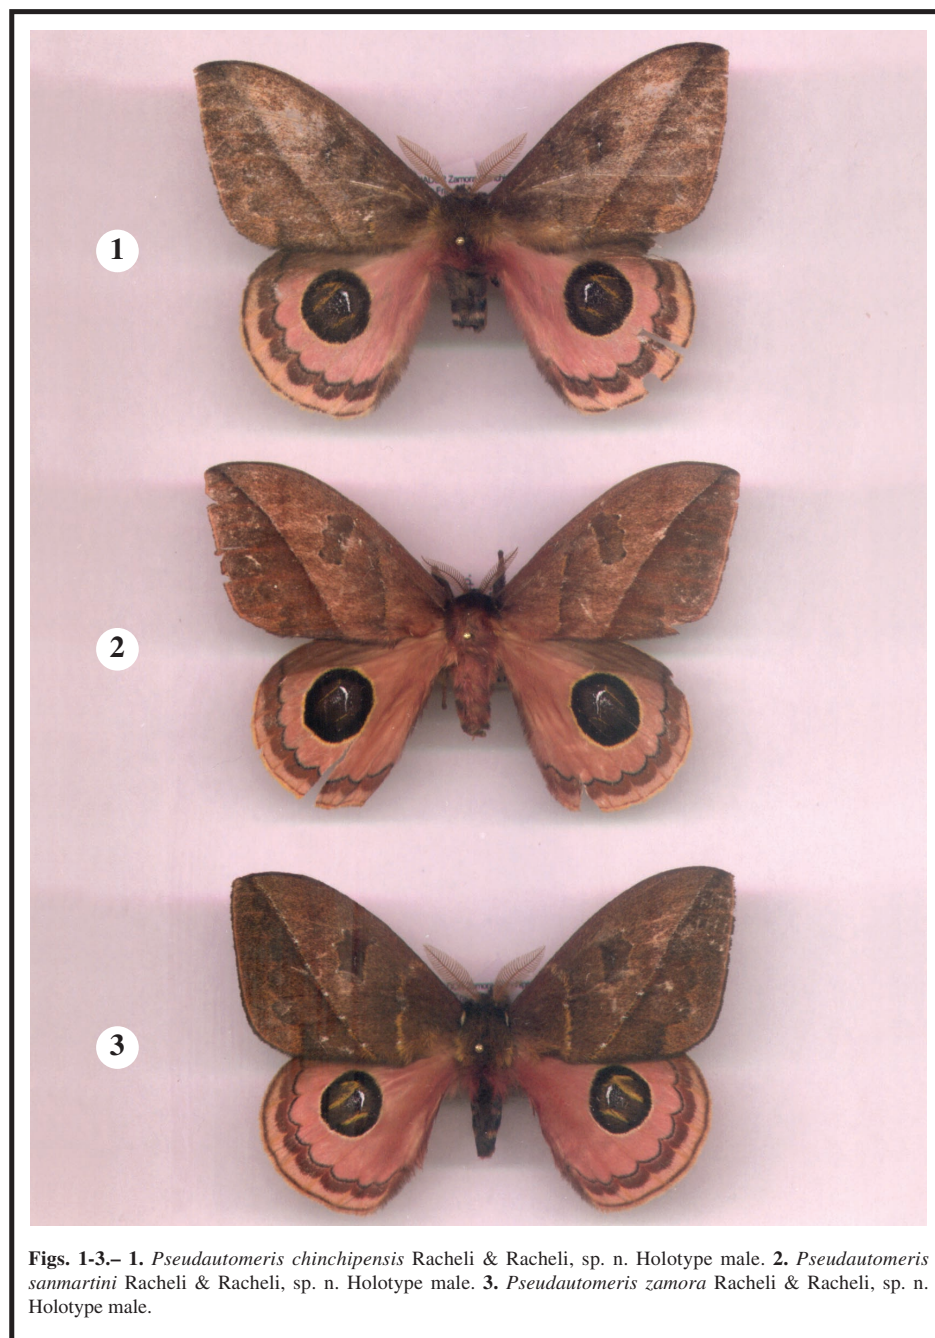 1
2
3
Figs. 1-3.– 1. Pseudautomeris chinchipensis Racheli & Racheli, sp. n. Holotype male. 2. Pseudautomeris
sanmartini Racheli & Racheli, sp. n. Holotype male. 3. Pseudautomeris zamora Racheli & Racheli, sp. n.
Holotype male.